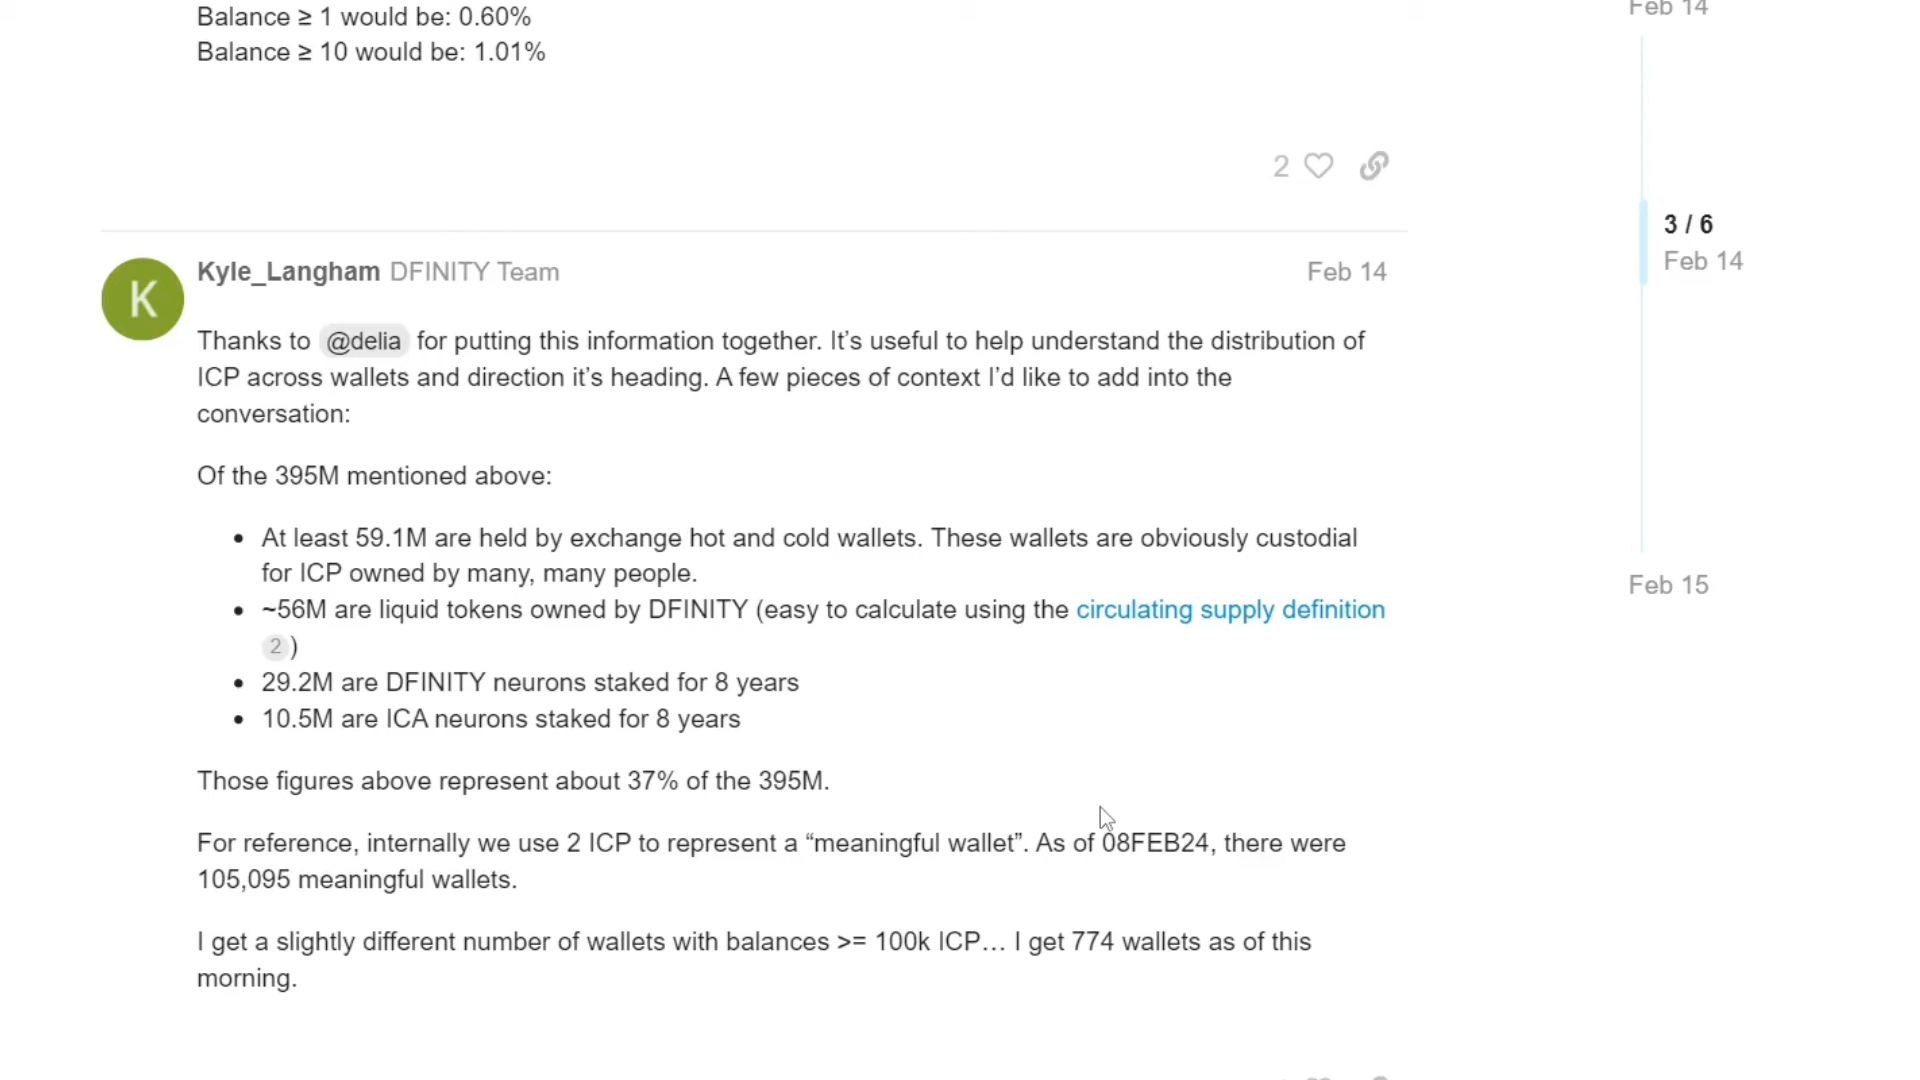 Balance ≥ 1 would be: 0.60%
Balance ≥ 10 would be: 1.01%
Feb 14
2
3 / 6
Feb 14
K
Kyle_Langham DFINITY Team
Feb 14
Thanks to @delia for putting this information together. It’s useful to help understand the distribution of
ICP across wallets and direction it’s heading. A few pieces of context I’d like to add into the
conversation:
Of the 395M mentioned above:
• At least 59.1M are held by exchange hot and cold wallets. These wallets are obviously custodial
for ICP owned by many, many people.
• ~56M are liquid tokens owned by DFINITY (easy to calculate using the circulating supply definition
2 )
• 29.2M are DFINITY neurons staked for 8 years
• 10.5M are ICA neurons staked for 8 years
Feb 15
Those figures above represent about 37% of the 395M.
For reference, internally we use 2 ICP to represent a “meaningful wallet”. As of 08FEB24, there were
105,095 meaningful wallets.
I get a slightly different number of wallets with balances >= 100k ICP… I get 774 wallets as of this
morning.